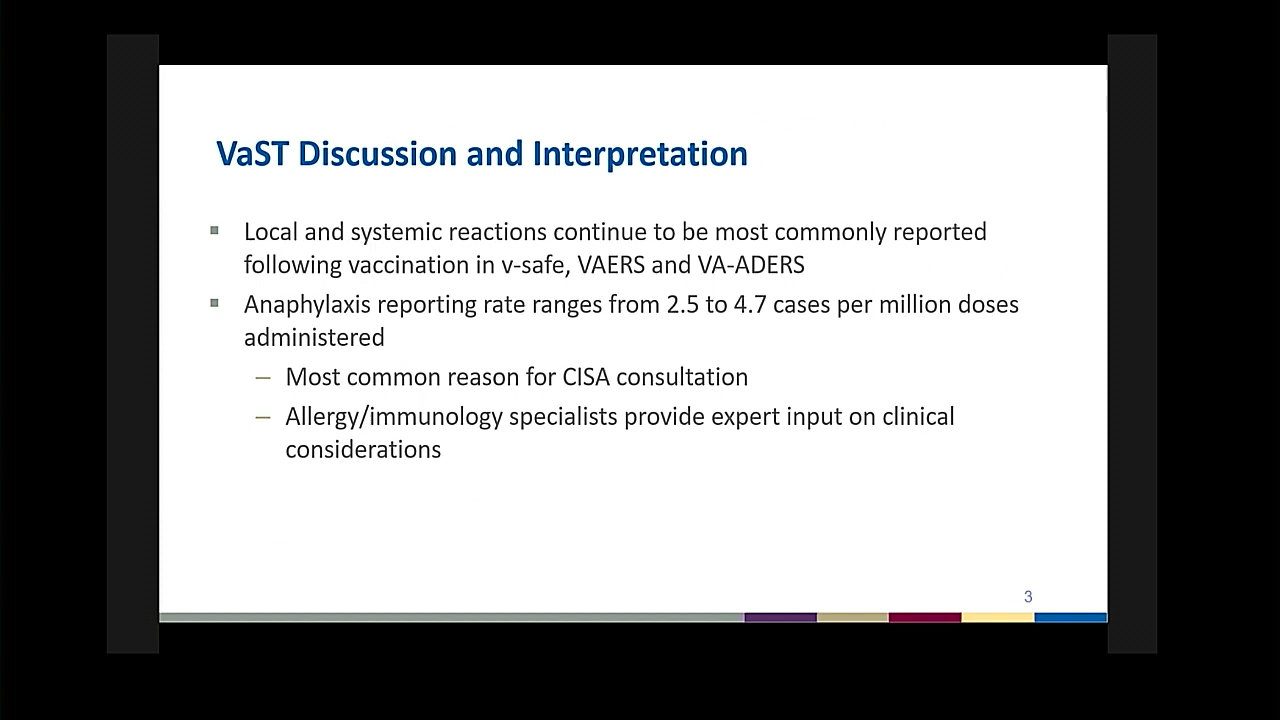 VaST Discussion and Interpretation
▪ Local and systemic reactions continue to be most commonly reported
following vaccination in v-safe, VAERS and VA-ADERS
▪ Anaphylaxis reporting rate ranges from 2.5 to 4.7 cases per million doses
administered
– Most common reason for CISA consultation
– Allergy/immunology specialists provide expert input on clinical
considerations
3